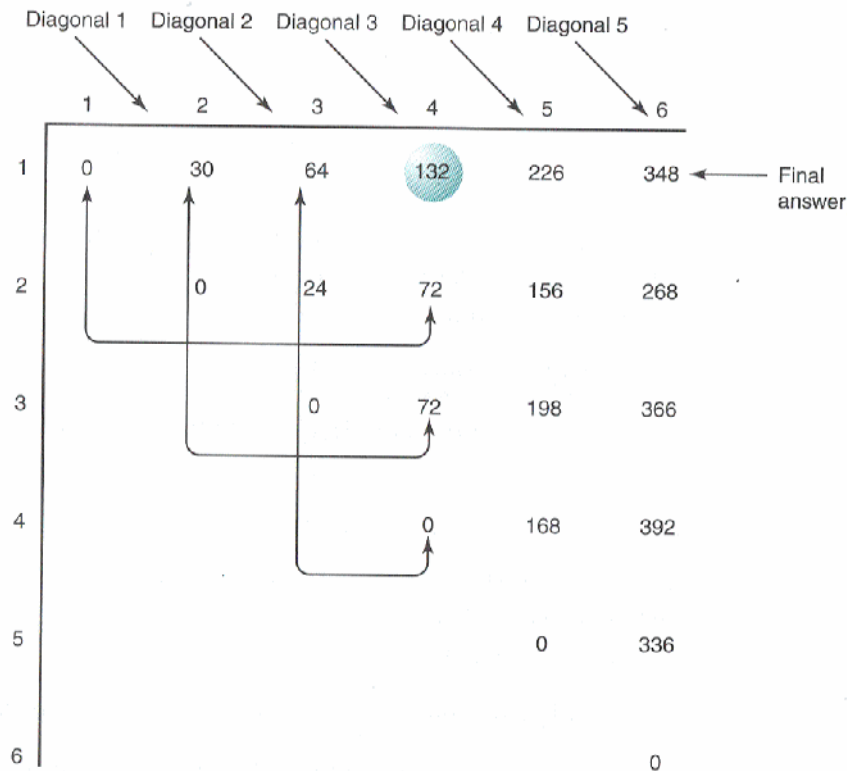 Diagonal 1 Diagonal 2 Diagonal 3 Diagonal 4 Diagonal 5
1 2 3 4 5 6
1 0 30 64 132 226 348 Final
answer
2 0 24 72 156 268
3 0 72 198 366
4 0 168 392
5 0 336
6 0